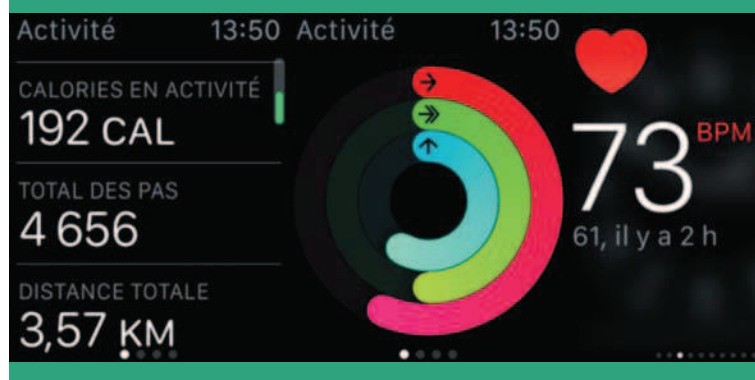 Activité 13:50
CALORIES EN ACTIVITÉ
192 CAL
TOTAL DES PAS
4 656
DISTANCE TOTALE
3,57 KM
Activité 13:50
73 BPM
61, il y a 2 h